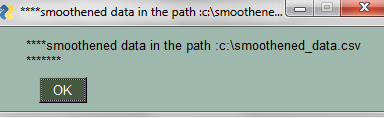 ****smoothened data in the path :c:\smoothene...
****smoothened data in the path :c:\smoothened_data.csv
*******
OK